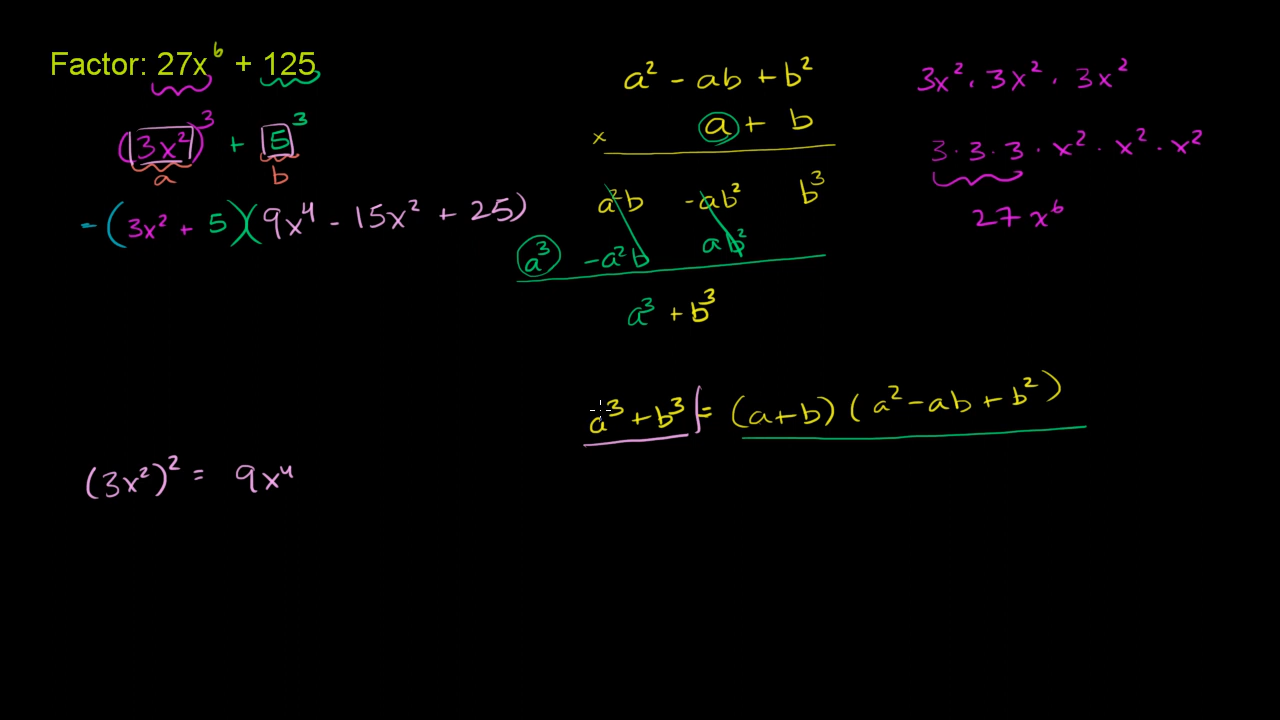 Factor: 27x⁶ + 125
(3x²)³ + 5³
a b
= (3x² + 5)(9x⁴ - 15x² + 25)
(3x²)² = 9x⁴
a² - ab + b²
× a + b
a²b -ab² b³
a³ -a²b ab²
a³ + b³
a³ + b³ = (a+b)(a² - ab + b²)
3x² · 3x² · 3x²
3 · 3 · 3 · x² · x² · x²
27x⁶